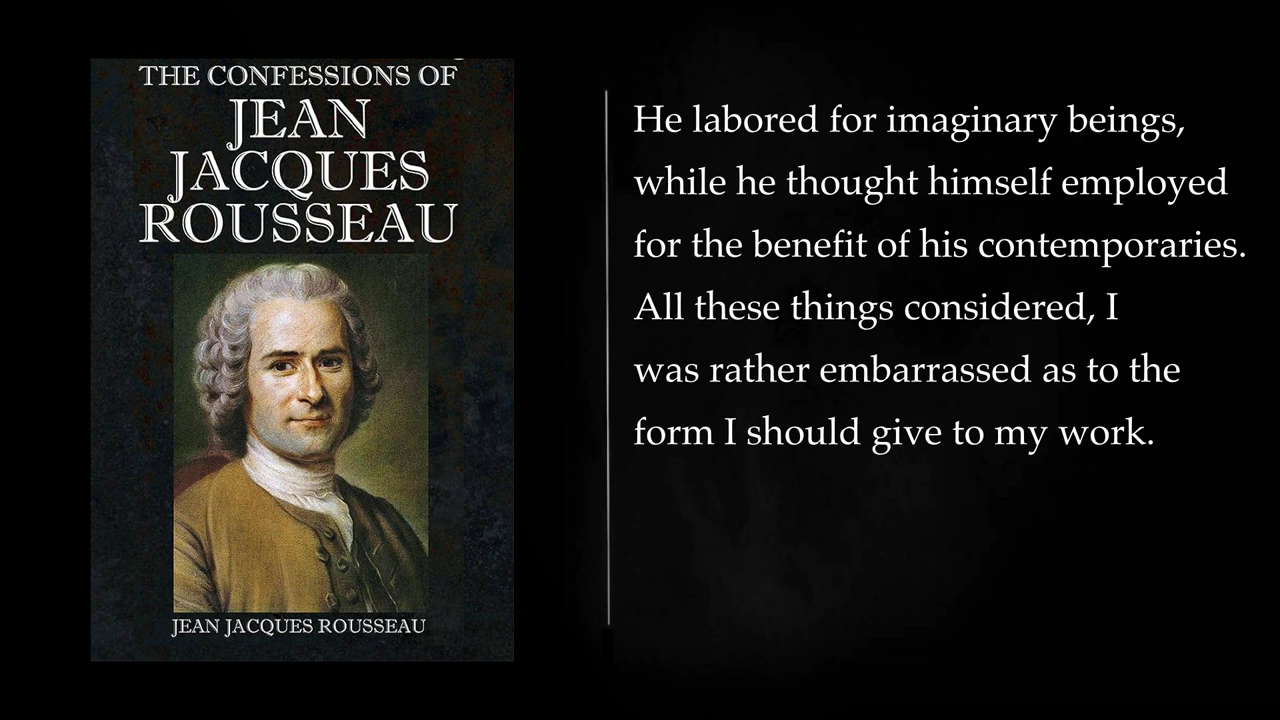 THE CONFESSIONS OF
JEAN
JACQUES
ROUSSEAU
JEAN JACQUES ROUSSEAU
He labored for imaginary beings,
while he thought himself employed
for the benefit of his contemporaries.
All these things considered, I
was rather embarrassed as to the
form I should give to my work.